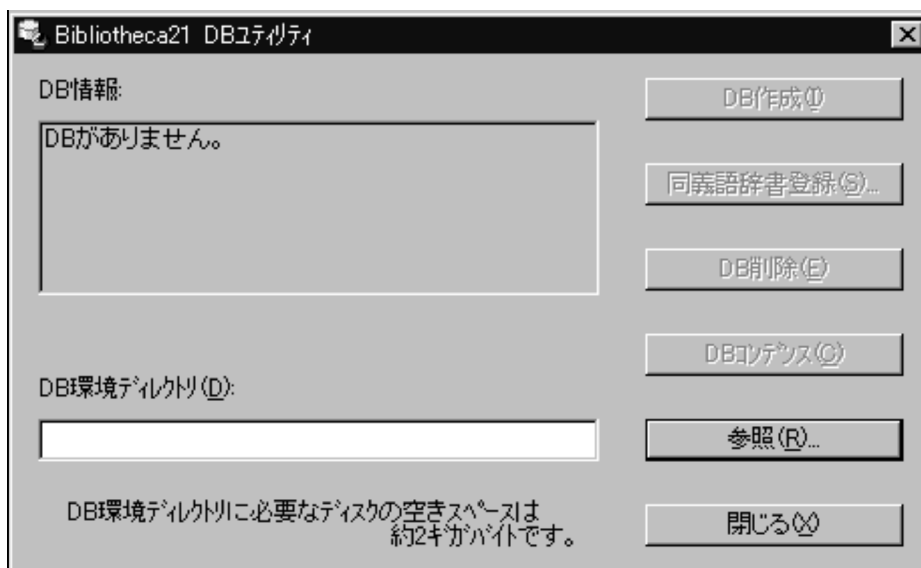 Bibliotheca21 DBﾕﾃｨﾘﾃｨ
DB情報:
DBがありません。
DB作成(I)
同義語辞書登録(S)...
DB削除(E)
DBｺﾝﾃﾞﾝｽ(C)
DB環境ﾃﾞｨﾚｸﾄﾘ(D):
参照(R)...
DB環境ﾃﾞｨﾚｸﾄﾘに必要なﾃﾞｨｽｸの空きｽﾍﾟｰｽは
約2ｷﾞｶﾞﾊﾞｲﾄです。
閉じる(X)